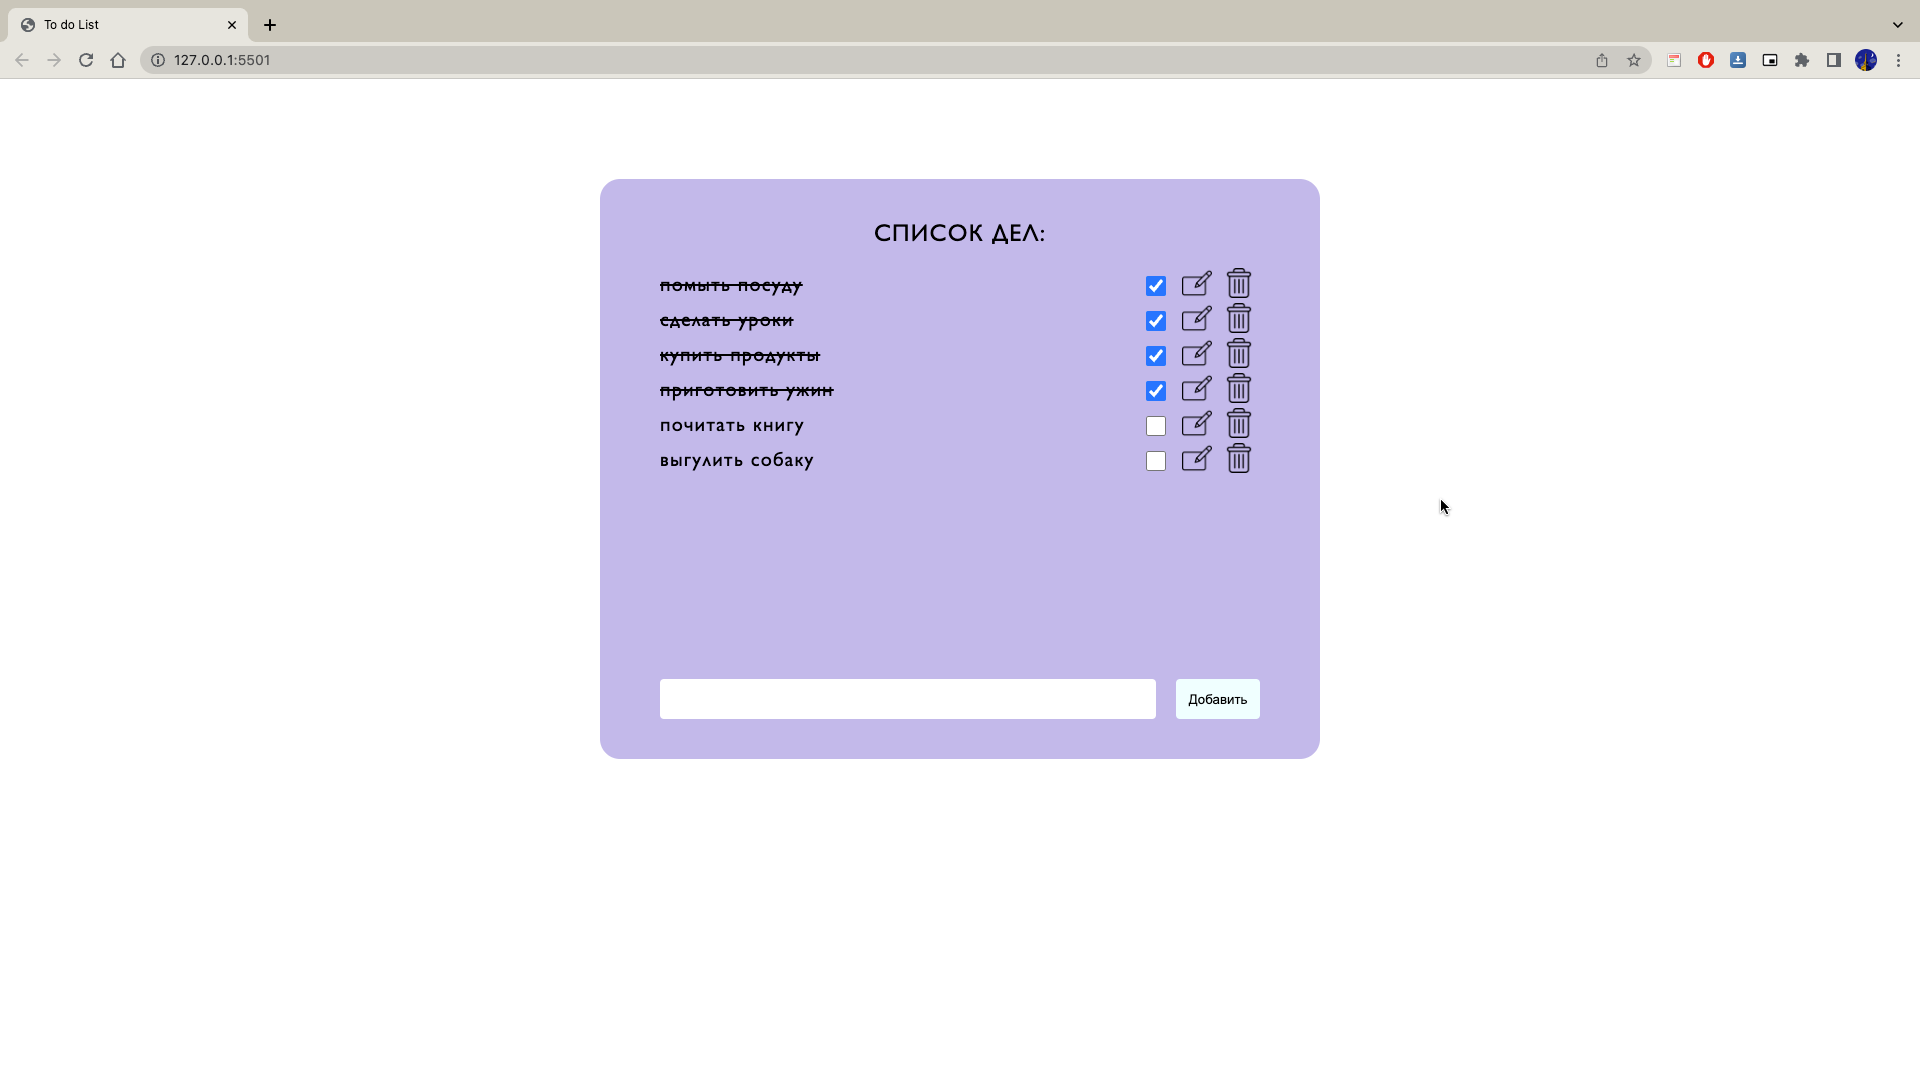 To do List
127.0.0.1:5501
СПИСОК ДЕЛ:
помыть посуду
сделать уроки
купить продукты
приготовить ужин
почитать книгу
выгулить собаку
Добавить